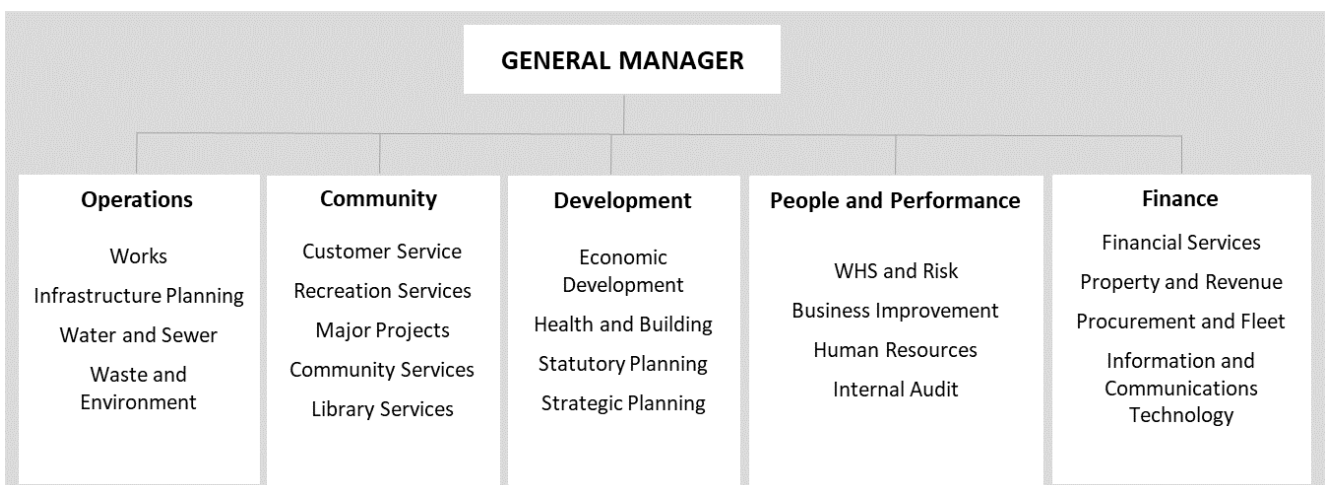 GENERAL MANAGER
Operations
Works
Infrastructure Planning
Water and Sewer
Waste and
Environment
Community
Customer Service
Recreation Services
Major Projects
Community Services
Library Services
Development
Economic
Development
Health and Building
Statutory Planning
Strategic Planning
People and Performance
WHS and Risk
Business Improvement
Human Resources
Internal Audit
Finance
Financial Services
Property and Revenue
Procurement and Fleet
Information and
Communications
Technology